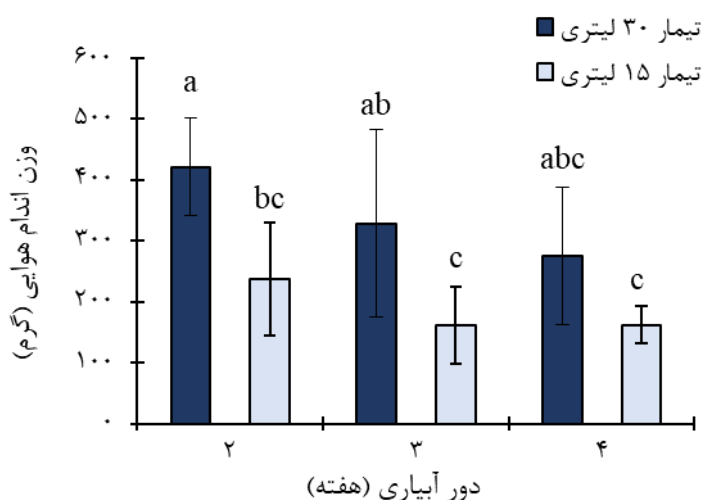 تیمار ۳۰ لیتری
تیمار ۱۵ لیتری
وزن اندام هوایی (گرم)
۶۰۰
۵۰۰
۴۰۰
۳۰۰
۲۰۰
۱۰۰
۰
a
bc
ab
c
abc
c
۲
۳
۴
دور آبیاری (هفته)